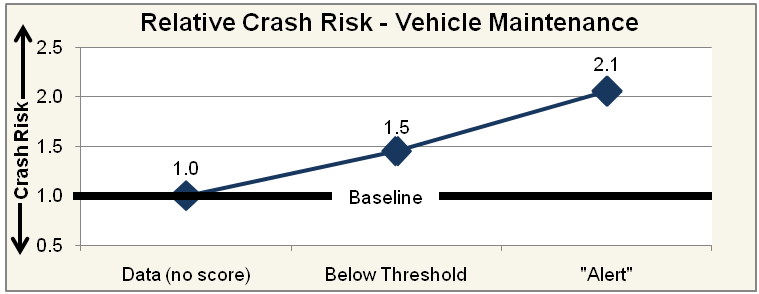 Relative Crash Risk - Vehicle Maintenance
Crash Risk
2.5
2.0
1.5
1.0
0.5
1.0
1.5
2.1
Baseline
Data (no score)
Below Threshold
"Alert"